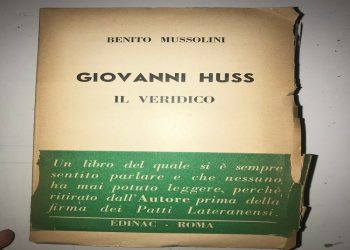 BENITO MUSSOLINI
GIOVANNI HUSS
IL VERIDICO
Un libro del quale si è sempre
sentito parlare e che nessuno
ha mai potuto leggere, perchè
ritirato dall'Autore prima della
firma dei Patti Lateranensi.
EDINAC - ROMA